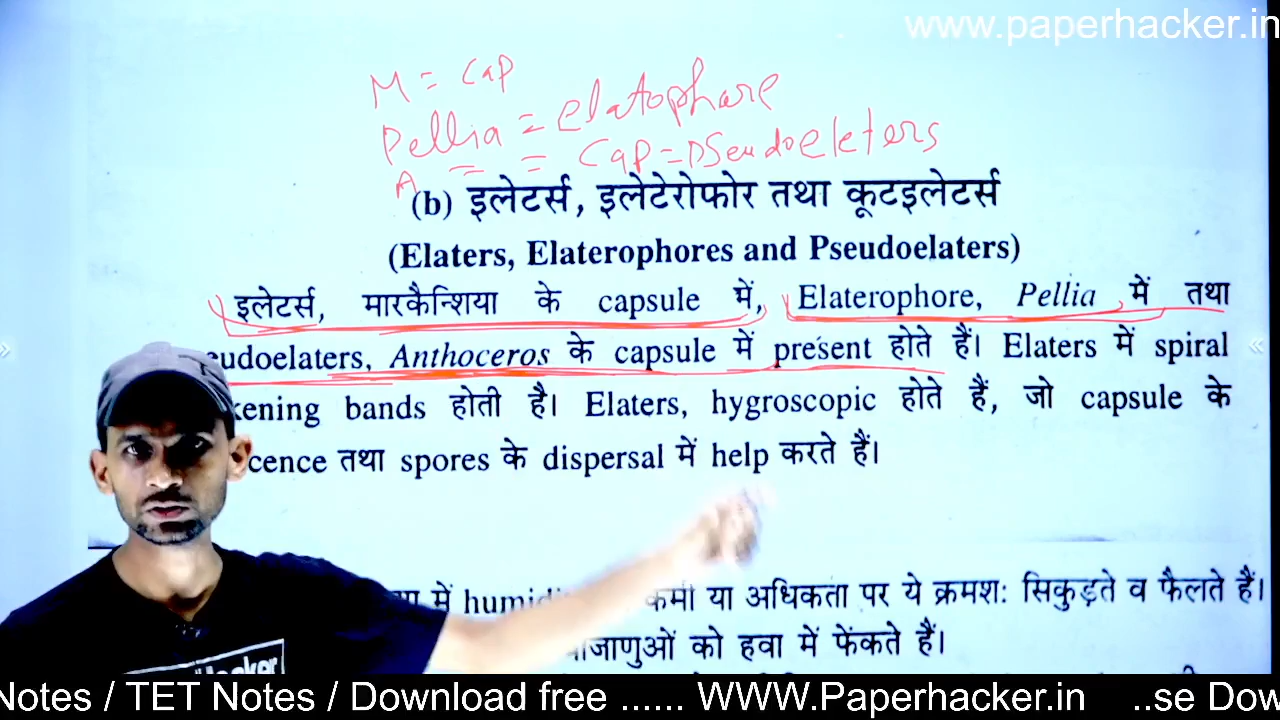 www.paperhacker.in
M = Cap
Pellia = elatophare
A = Cap = Pseudoeleters
(b) इलेटर्स, इलेटेरोफोर तथा कूटइलेटर्स
(Elaters, Elaterophores and Pseudoelaters)
इलेटर्स, मारकैन्शिया के capsule में, Elaterophore, Pellia में तथा
eudoelaters, Anthoceros के capsule में present होते हैं। Elaters में spiral
kening bands होती है। Elaters, hygroscopic होते हैं, जो capsule के
cence तथा spores के dispersal में help करते हैं।
में कमी या अधिकता पर ये क्रमश: सिकुड़ते व फैलते हैं।
को हवा में फेंकते हैं।
Notes / TET Notes / Download free ...... WWW.Paperhacker.in ..se Dow